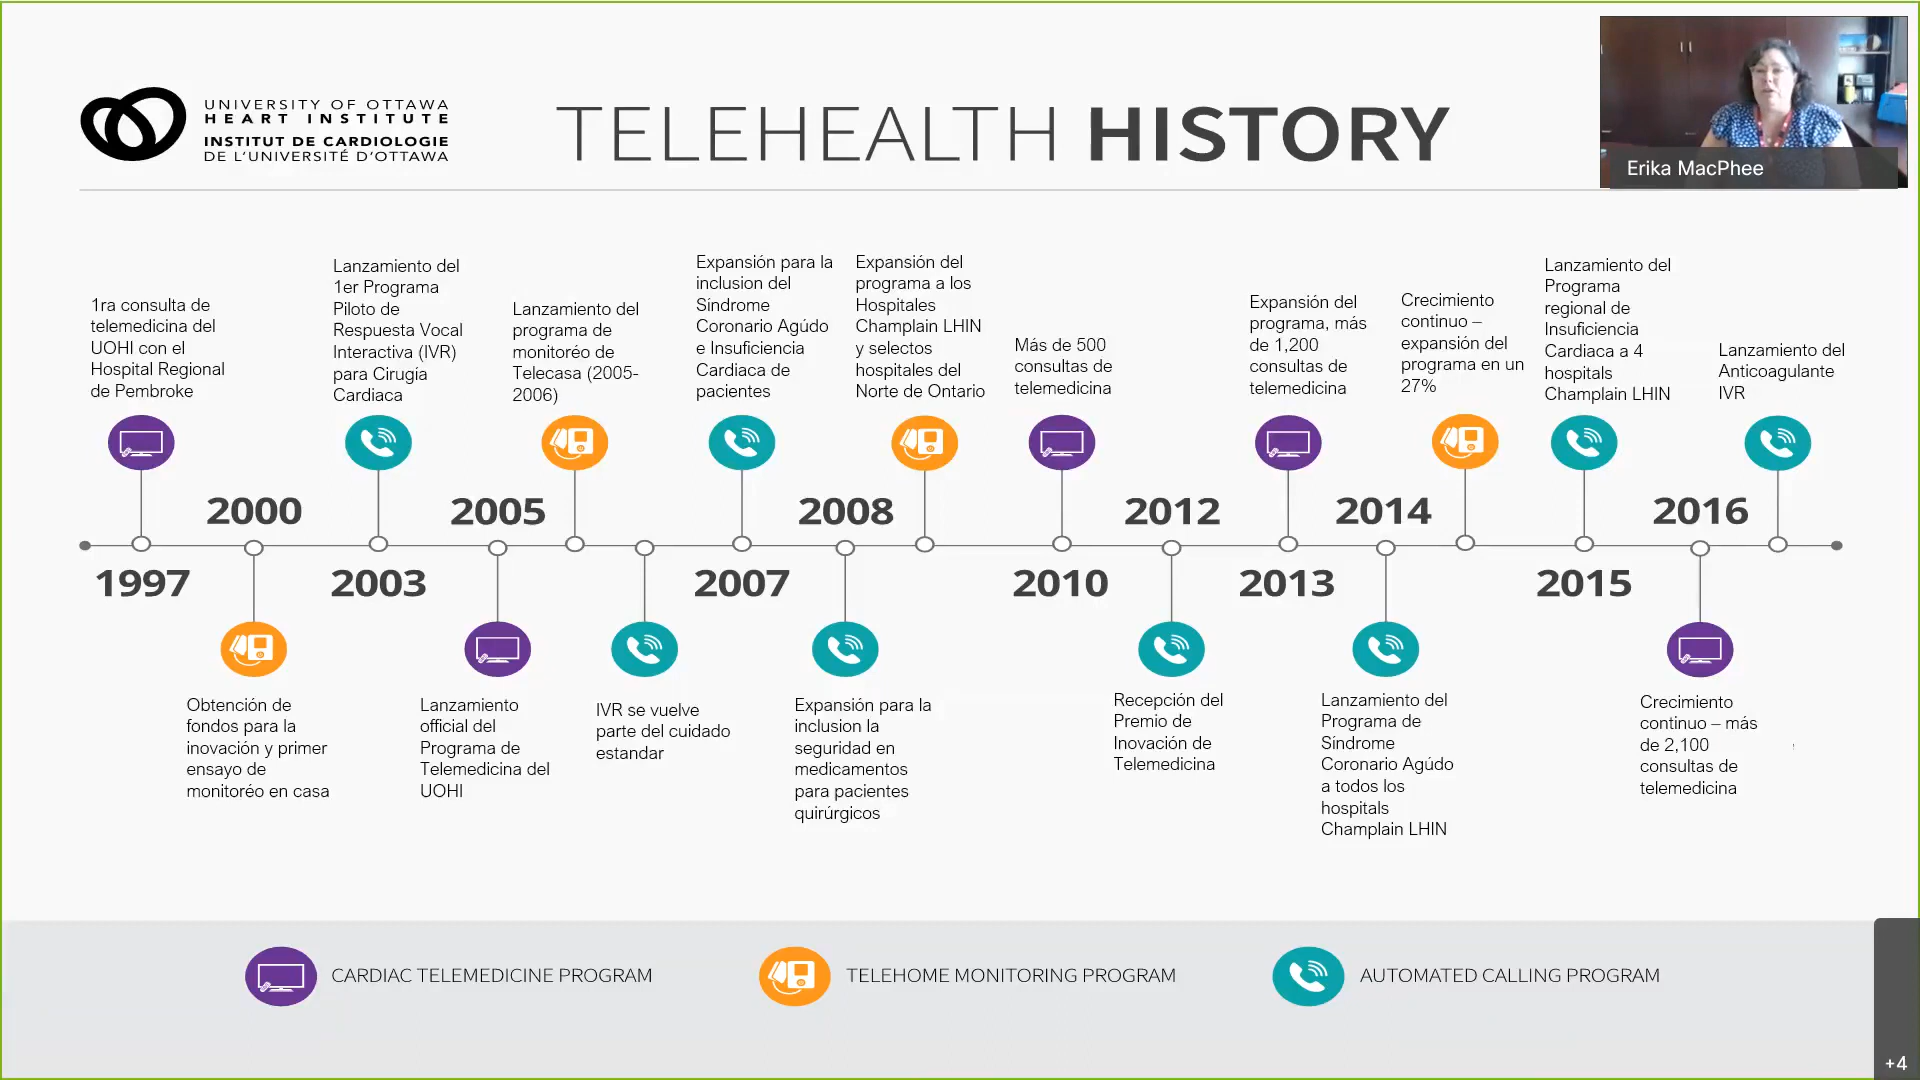 UNIVERSITY OF OTTAWA
HEART INSTITUTE
INSTITUT DE CARDIOLOGIE
DE L'UNIVERSITÉ D'OTTAWA
TELEHEALTH HISTORY
Erika MacPhee
1ra consulta de
telemedicina del
UOHI con el
Hospital Regional
de Pembroke
Lanzamiento del
1er Programa
Piloto de
Respuesta Vocal
Interactiva (IVR)
para Cirugía
Cardiaca
Lanzamiento del
programa de
monitoréo de
Telecasa (2005-
2006)
Expansión para la
inclusion del
Síndrome
Coronario Agúdo
e Insuficiencia
Cardiaca de
pacientes
Expansión del
programa a los
Hospitales
Champlain LHIN
y selectos
hospitales del
Norte de Ontario
Más de 500
consultas de
telemedicina
Expansión del
programa, más
de 1,200
consultas de
telemedicina
Crecimiento
continuo –
expansión del
programa en un
27%
Lanzamiento del
Programa
regional de
Insuficiencia
Cardiaca a 4
hospitals
Champlain LHIN
Lanzamiento del
Anticoagulante
IVR
2000
2005
2008
2012
2014
2016
1997
2003
2007
2010
2013
2015
Obtención de
fondos para la
inovación y primer
ensayo de
monitoréo en casa
Lanzamiento
official del
Programa de
Telemedicina del
UOHI
IVR se vuelve
parte del cuidado
estandar
Expansión para la
inclusion la
seguridad en
medicamentos
para pacientes
quirúrgicos
Recepción del
Premio de
Inovación de
Telemedicina
Lanzamiento del
Programa de
Síndrome
Coronario Agúdo
a todos los
hospitals
Champlain LHIN
Crecimiento
continuo – más
de 2,100
consultas de
telemedicina
CARDIAC TELEMEDICINE PROGRAM
TELEHOME MONITORING PROGRAM
AUTOMATED CALLING PROGRAM
+4